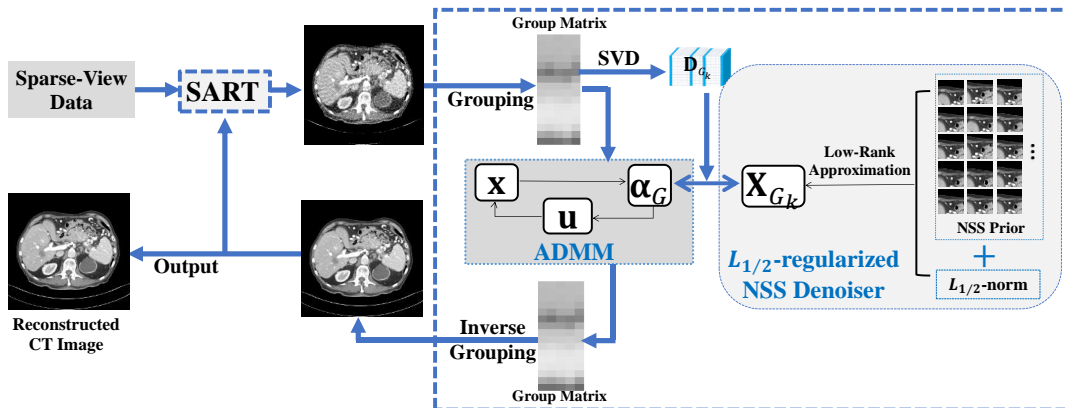 Group Matrix
Sparse-View
Data
SART
Grouping
SVD
D_{G_k}
Low-Rank
Approximation
...
NSS Prior
+
L_{1/2}-norm
x
α_G
u
ADMM
X_{G_k}
L_{1/2}-regularized
NSS Denoiser
Output
Reconstructed
CT Image
Inverse
Grouping
Group Matrix